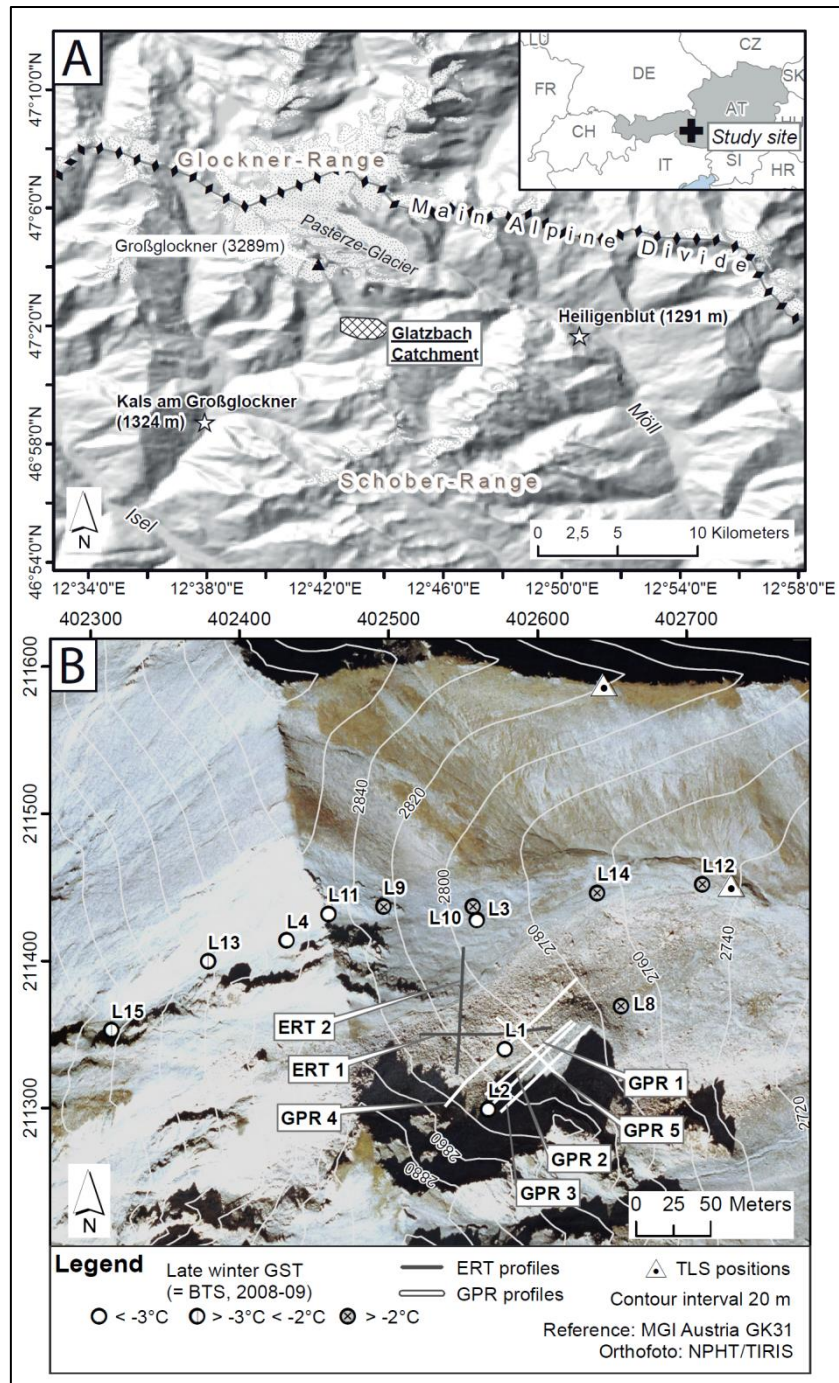 A
LU
CZ
DE
SK
FR
AT
HU
CH
Study site
IT
SI
HR
47°10'0"N
47°6'0"N
47°2'0"N
46°58'0"N
46°54'0"N
Glockner-Range
Main Alpine Divide
Pasterze-Glacier
Großglockner (3289m)
Heiligenblut (1291 m)
Glatzbach
Catchment
Kals am Großglockner
(1324 m)
Möll
Schober-Range
Isel
N
0 2,5 5 10 Kilometers
12°34'0"E 12°38'0"E 12°42'0"E 12°46'0"E 12°50'0"E 12°54'0"E 12°58'0"E
402300 402400 402500 402600 402700
B
211600
211500
211400
211300
2840
2820
2800
2780
2760
2740
2720
2860
2880
L12
L14
L9
L11
L10
L3
L4
L13
L15
L8
ERT 2
L1
ERT 1
L2
GPR 1
GPR 4
GPR 5
GPR 2
GPR 3
N
0 25 50 Meters
Legend
Late winter GST
(= BTS, 2008-09)
< -3°C
> -3°C < -2°C
> -2°C
ERT profiles
GPR profiles
TLS positions
Contour interval 20 m
Reference: MGI Austria GK31
Orthofoto: NPHT/TIRIS